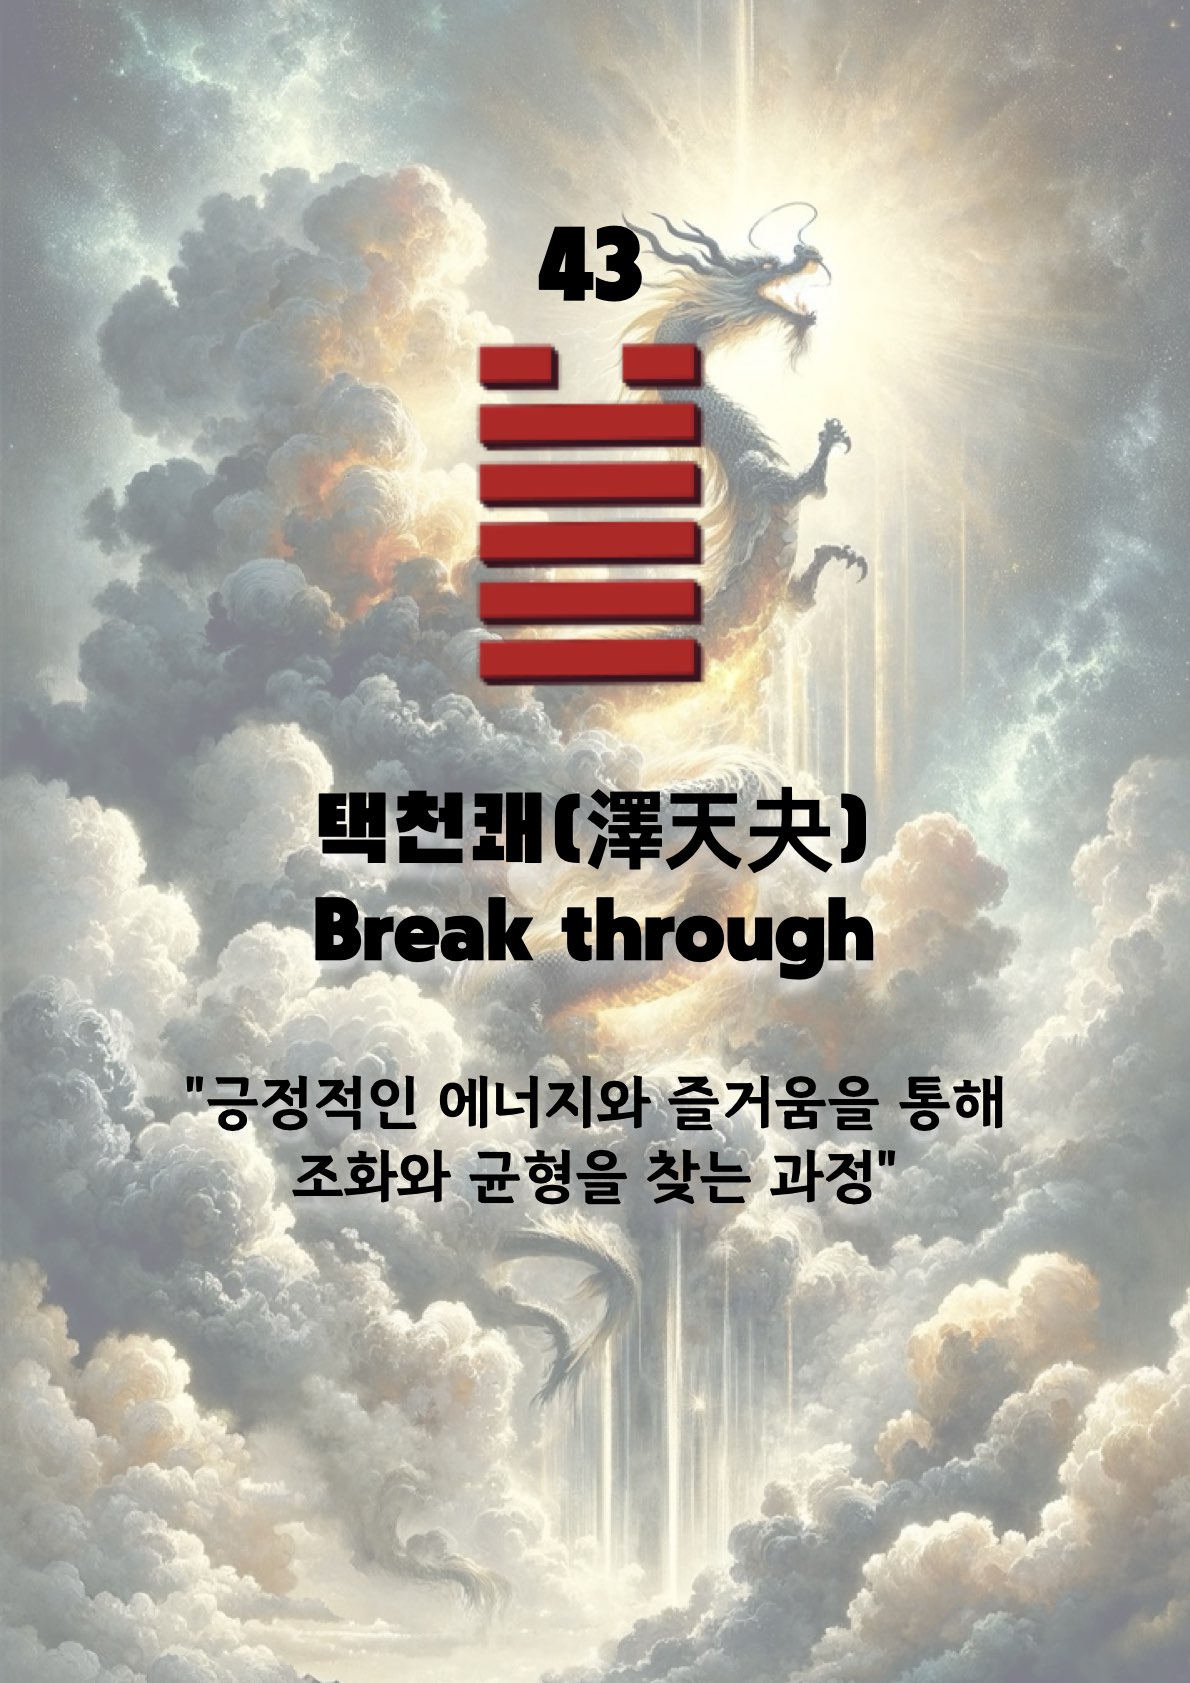 43
택천쾌(澤天夬)
Break through
"긍정적인 에너지와 즐거움을 통해
조화와 균형을 찾는 과정"